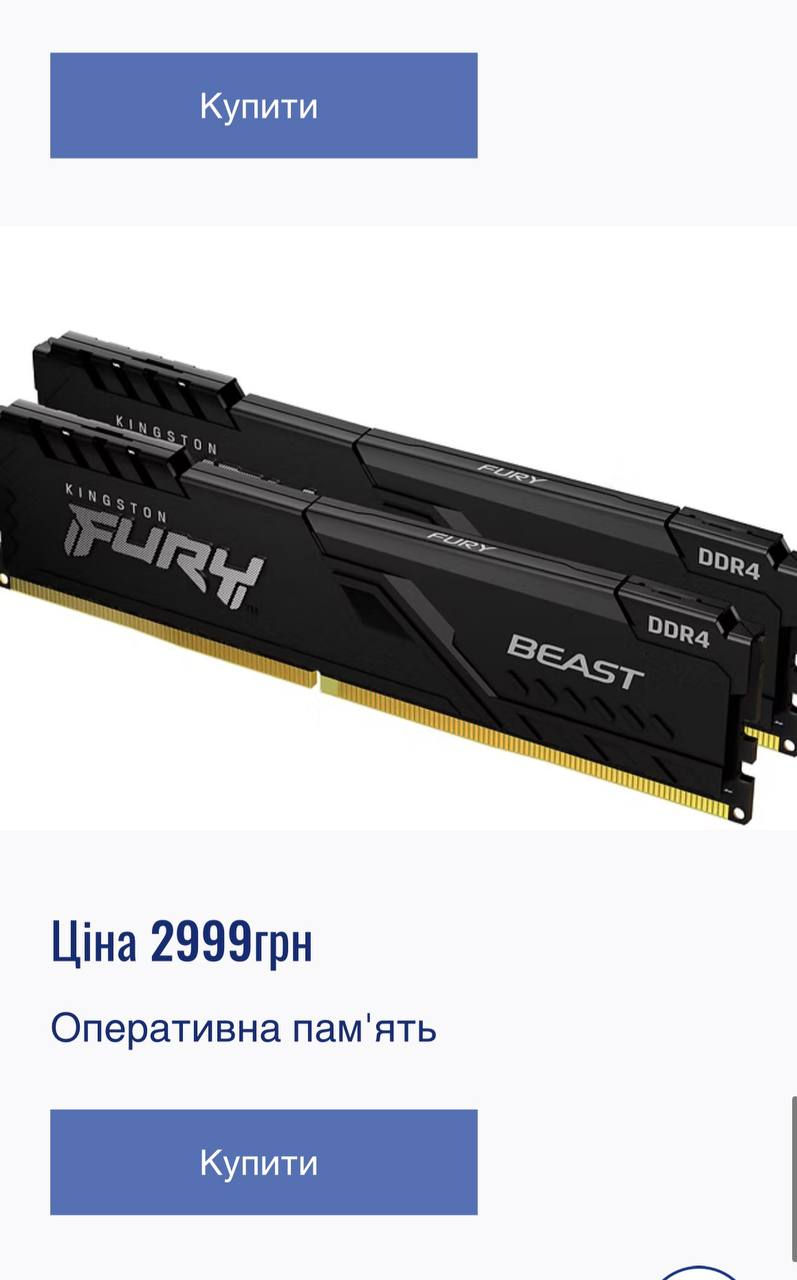 Купити
KINGSTON
FURY
DDR4
KINGSTON
FURY
FURY
DDR4
BEAST
Ціна 2999грн
Оперативна пам'ять
Купити